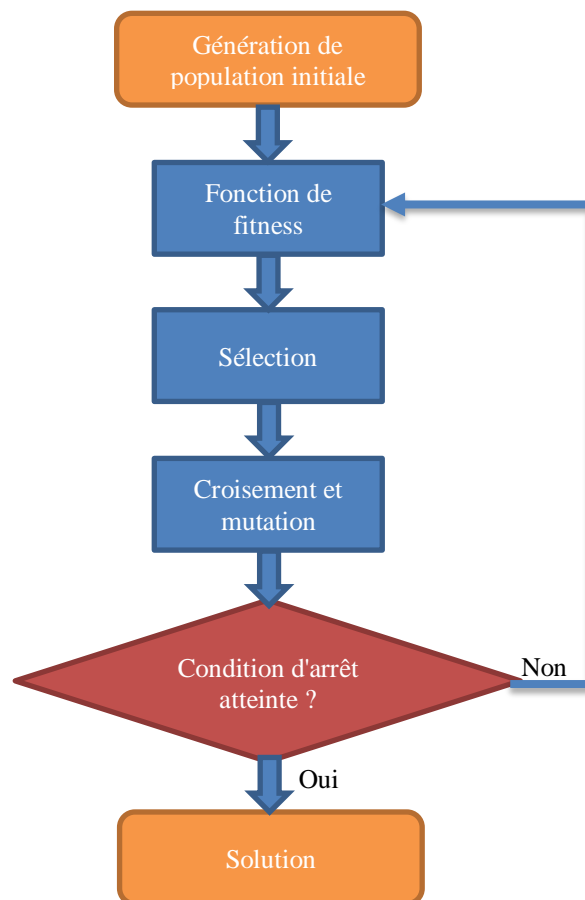 Génération de
population initiale
Fonction de
fitness
Sélection
Croisement et
mutation
Condition d'arrêt
atteinte ?
Non
Oui
Solution